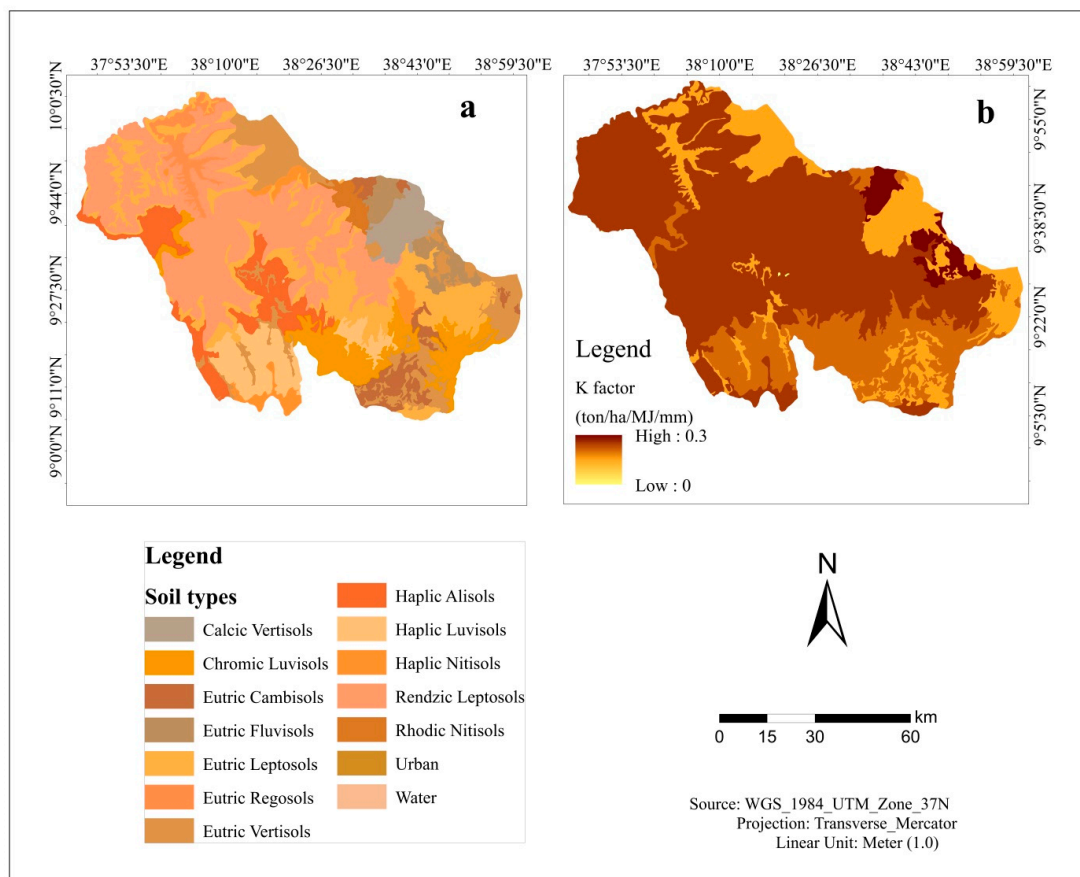 37°53'30"E 38°10'0"E 38°26'30"E 38°43'0"E 38°59'30"E
10°0'30"N
9°44'0"N
9°27'30"N
9°11'0"N
9°0'0"N
a
37°53'30"E 38°10'0"E 38°26'30"E 38°43'0"E 38°59'30"E
b
9°55'0"N
9°38'30"N
9°22'0"N
9°5'30"N
Legend
K factor
(ton/ha/MJ/mm)
High : 0.3
Low : 0
Legend
Soil types
Calcic Vertisols
Chromic Luvisols
Eutric Cambisols
Eutric Fluvisols
Eutric Leptosols
Eutric Regosols
Eutric Vertisols
Haplic Alisols
Haplic Luvisols
Haplic Nitisols
Rendzic Leptosols
Rhodic Nitisols
Urban
Water
N
km
0 15 30 60
Source: WGS_1984_UTM_Zone_37N
Projection: Transverse_Mercator
Linear Unit: Meter (1.0)